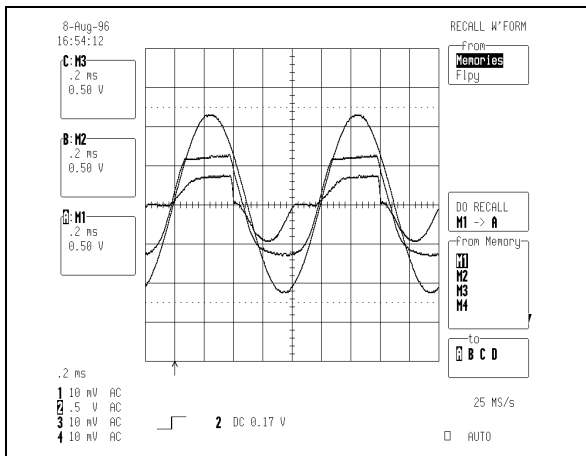 8-Aug-96
16:54:12
C:M3
.2 ms
0.50 V
B:M2
.2 ms
0.50 V
A:M1
.2 ms
0.50 V
.2 ms
1 10 mV AC
2 .5 V AC
3 10 mV AC
4 10 mV AC
2 DC 0.17 V
RECALL W'FORM
from
Memories
Flpy
DO RECALL
M1 -> A
from Memory
M1
M2
M3
M4
to
A B C D
25 MS/s
AUTO